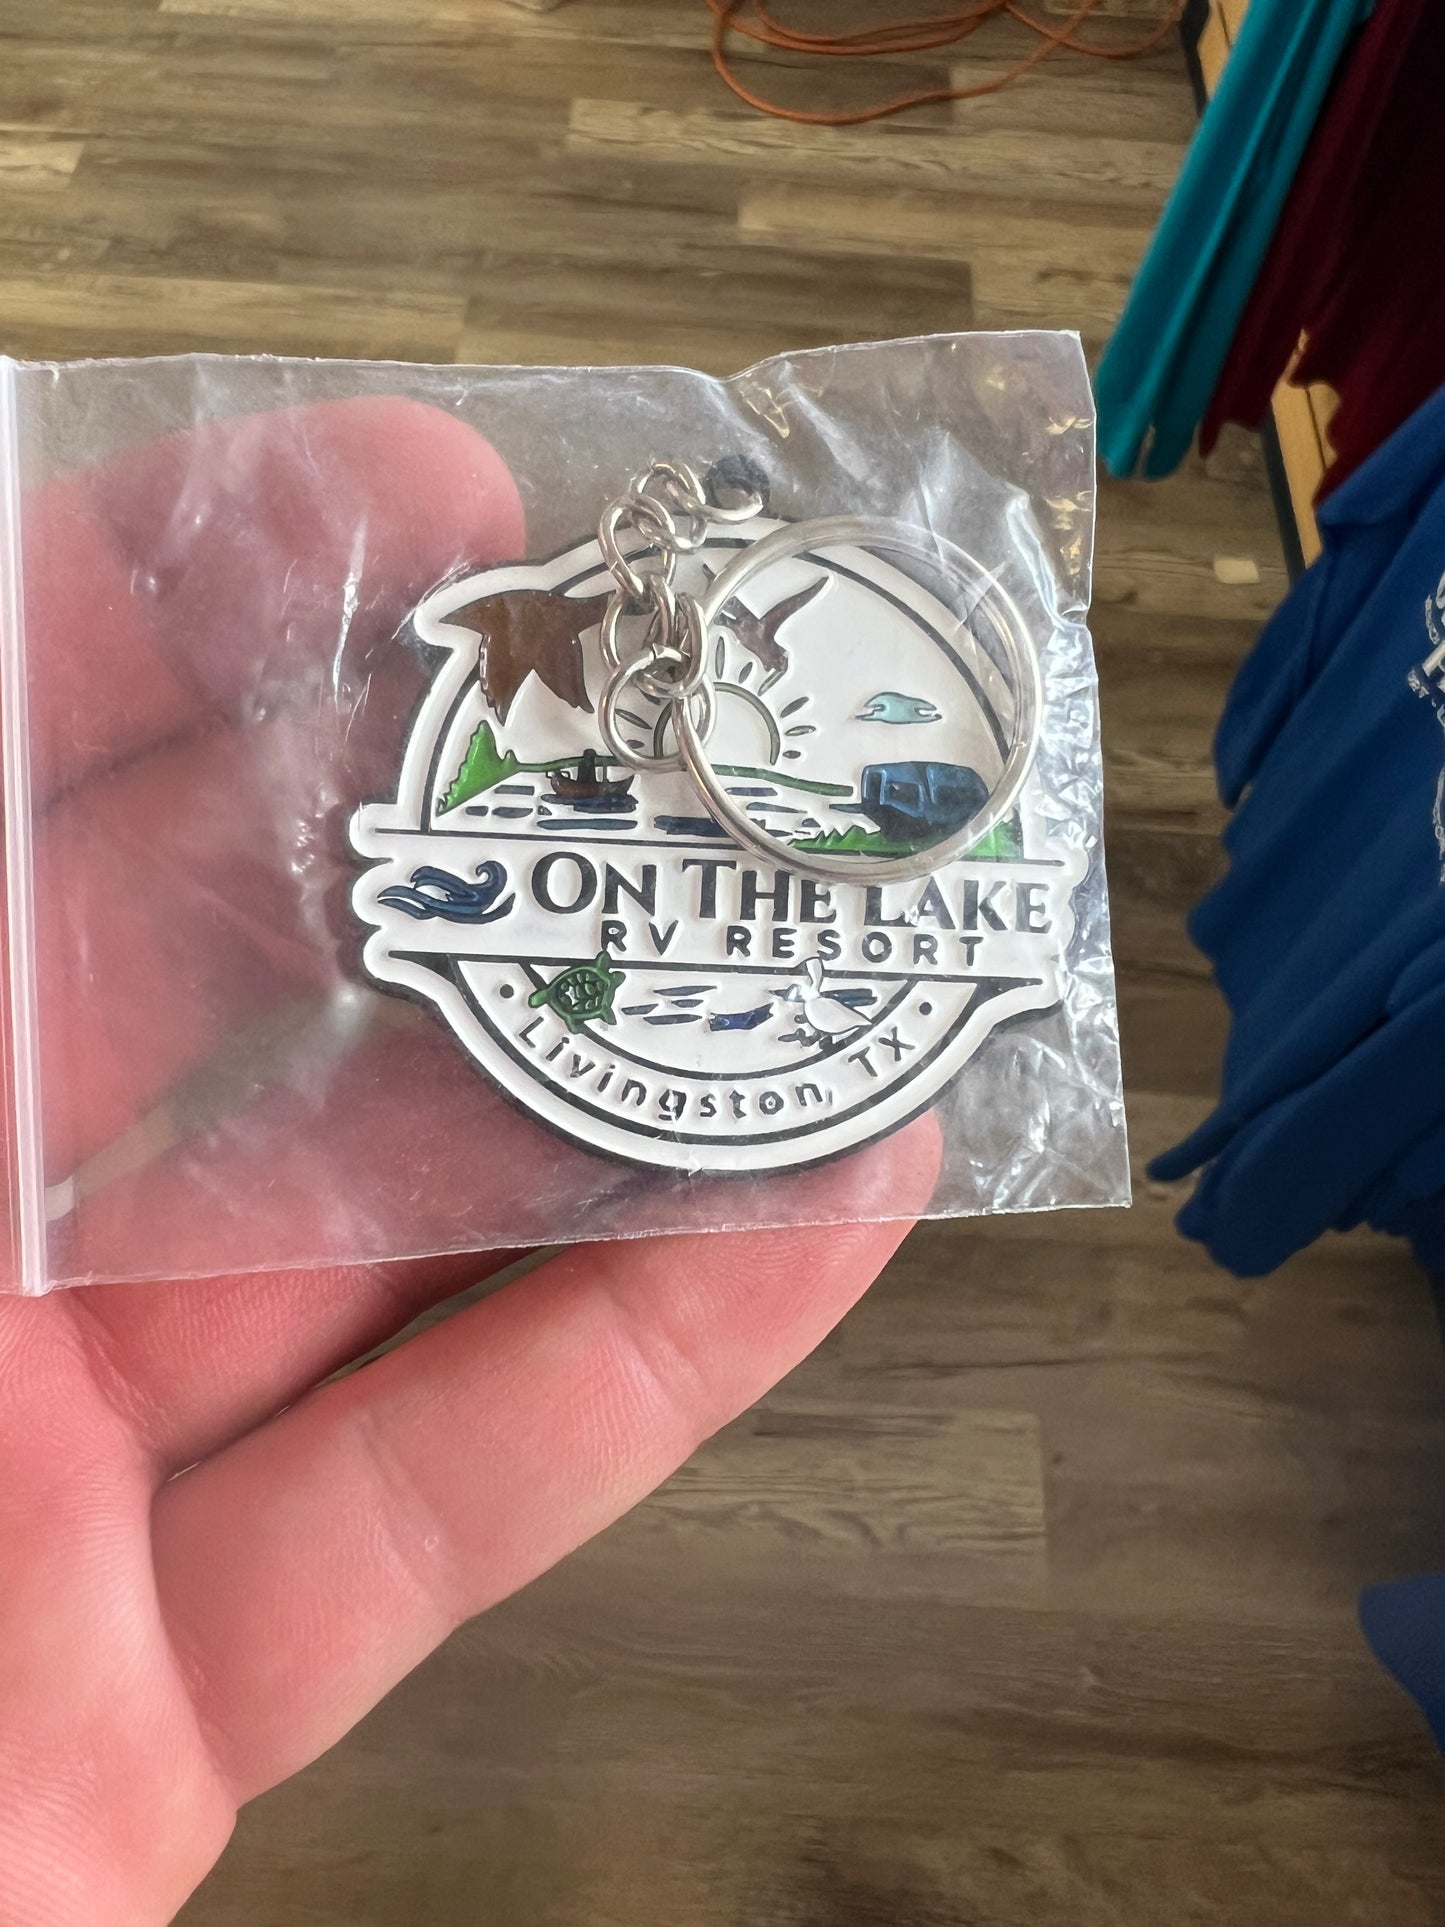 ON THE LAKE
RV RESORT
Livingston, TX